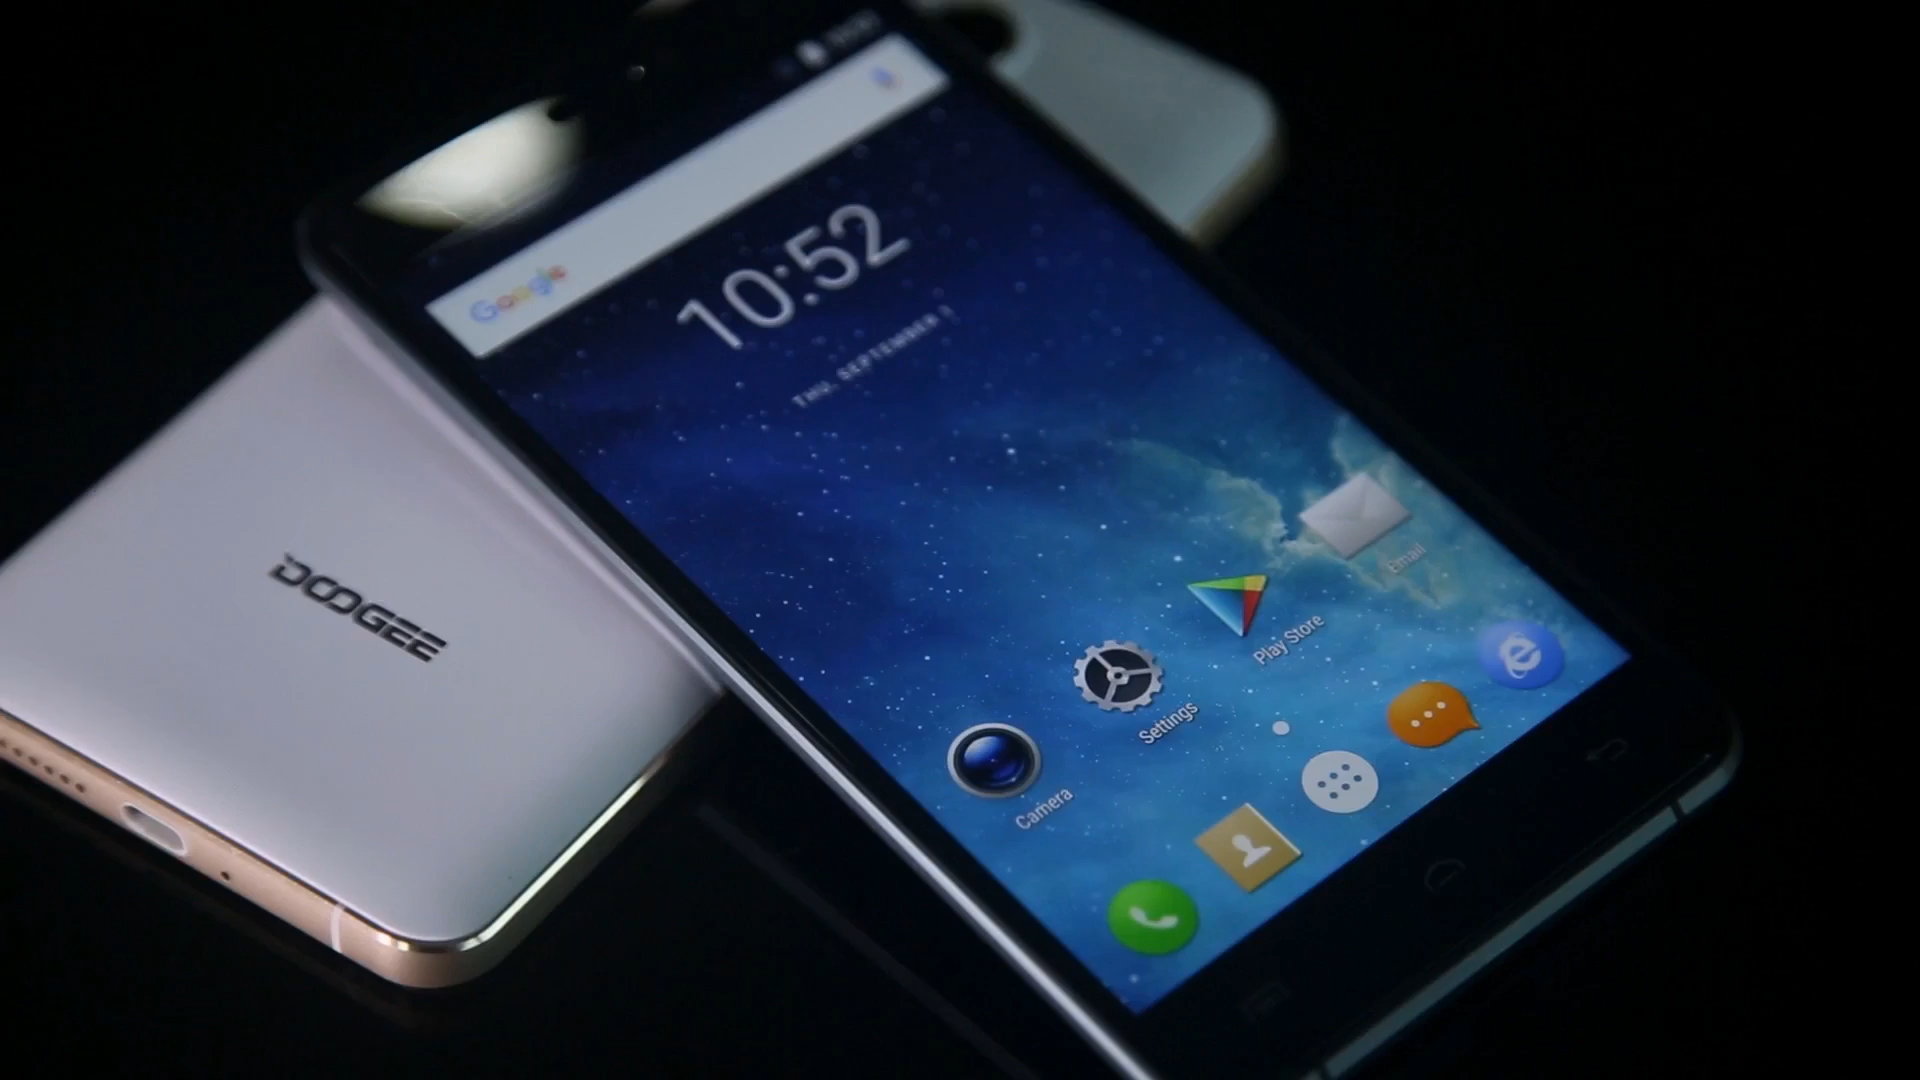 Google
10:52
THU, SEPTEMBER 1
Email
Play Store
Settings
Camera
DOOGEE